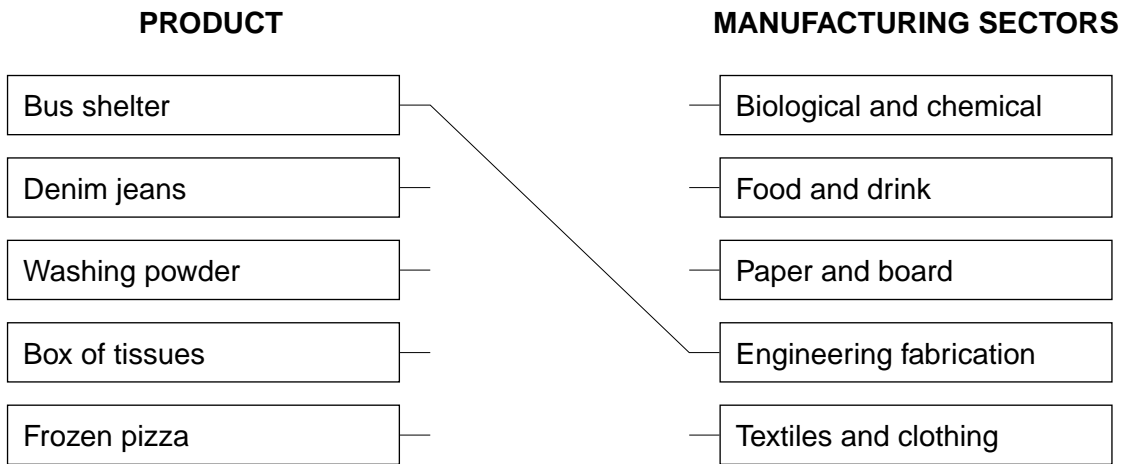 PRODUCT
MANUFACTURING SECTORS
Bus shelter
Biological and chemical
Denim jeans
Food and drink
Washing powder
Paper and board
Box of tissues
Engineering fabrication
Frozen pizza
Textiles and clothing